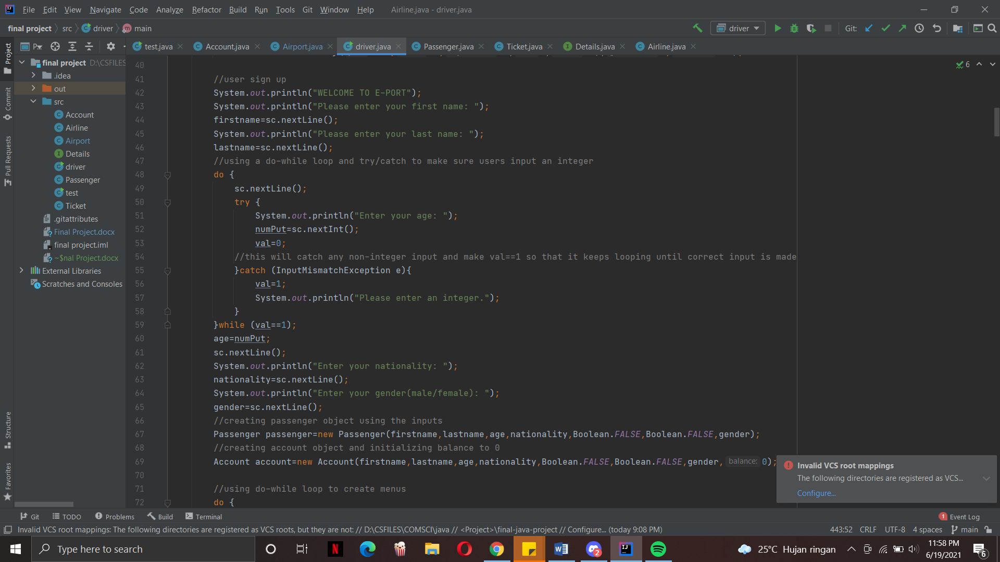 File Edit View Navigate Code Analyze Refactor Build Run Tools Git Window Help Airline.java - driver.java
final project src driver main driver Git:
P... test.java Account.java Airport.java driver.java Passenger.java Ticket.java Details.java Airline.java
Project
Commit
Pull Requests
Structure
Favorites
final project D:\CSFILES
.idea
out
src
Account
Airline
Airport
Details
driver
Passenger
test
Ticket
.gitattributes
Final Project.docx
final project.iml
~$nal Project.docx
External Libraries
Scratches and Consoles
6
40
41 //user sign up
42 System.out.println("WELCOME TO E-PORT");
43 System.out.println("Please enter your first name: ");
44 firstname=sc.nextLine();
45 System.out.println("Please enter your last name: ");
46 lastname=sc.nextLine();
47 //using a do-while loop and try/catch to make sure users input an integer
48 do {
49 sc.nextLine();
50 try {
51 System.out.println("Enter your age: ");
52 numPut=sc.nextInt();
53 val=0;
54 //this will catch any non-integer input and make val==1 so that it keeps looping until correct input is made
55 }catch (InputMismatchException e){
56 val=1;
57 System.out.println("Please enter an integer.");
58 }
59 }while (val==1);
60 age=numPut;
61 sc.nextLine();
62 System.out.println("Enter your nationality: ");
63 nationality=sc.nextLine();
64 System.out.println("Enter your gender(male/female): ");
65 gender=sc.nextLine();
66 //creating passenger object using the inputs
67 Passenger passenger=new Passenger(firstname,lastname,age,nationality,Boolean.FALSE,Boolean.FALSE,gender);
68 //creating account object and initializing balance to 0
69 Account account=new Account(firstname,lastname,age,nationality,Boolean.FALSE,Boolean.FALSE,gender, balance: 0);
70
71 //using do-while loop to create menus
72 do {
Invalid VCS root mappings
The following directories are registered as VCS...
Configure...
Git TODO Problems Build Terminal 1 Event Log
Invalid VCS root mappings: The following directories are registered as VCS roots, but they are not: // D:\CSFILES\COMSCI\java // <Project>\final-java-project // Configure... (today 9:08 PM) 443:52 CRLF UTF-8 4 spaces main
Type here to search 2 25°C Hujan ringan 11:58 PM
6/19/2021
6